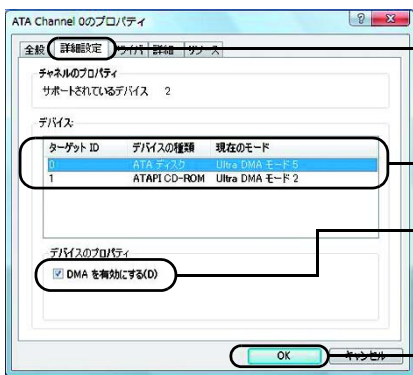 ATA Channel 0のプロパティ
全般 詳細設定 ドライバ 詳細 リソース
チャネルのプロパティ
サポートされているデバイス 2
デバイス:
ターゲット ID デバイスの種類 現在のモード
0 ATA ディスク Ultra DMA モード 5
1 ATAPI CD-ROM Ultra DMA モード 2
デバイスのプロパティ
DMA を有効にする(D)
OK キャンセル